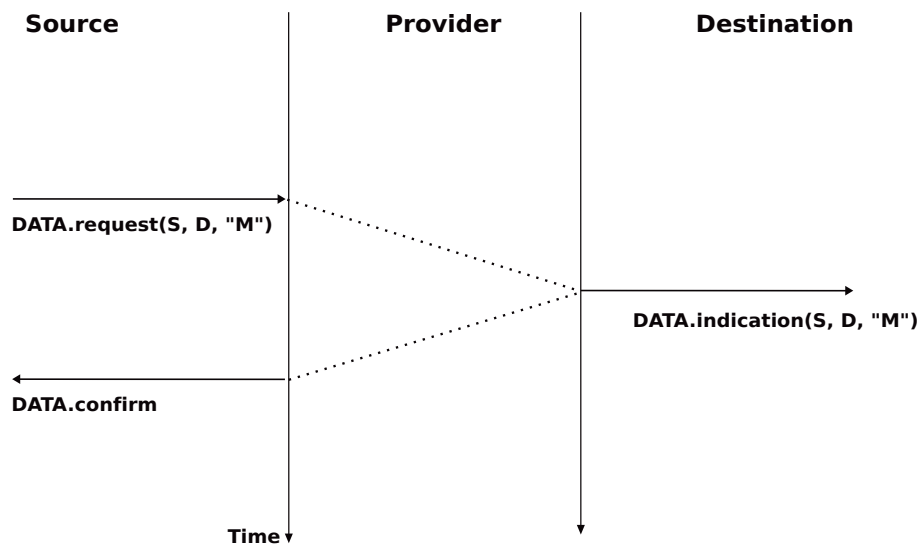 Source
Provider
Destination
DATA.request(S, D, "M")
DATA.indication(S, D, "M")
DATA.confirm
Time